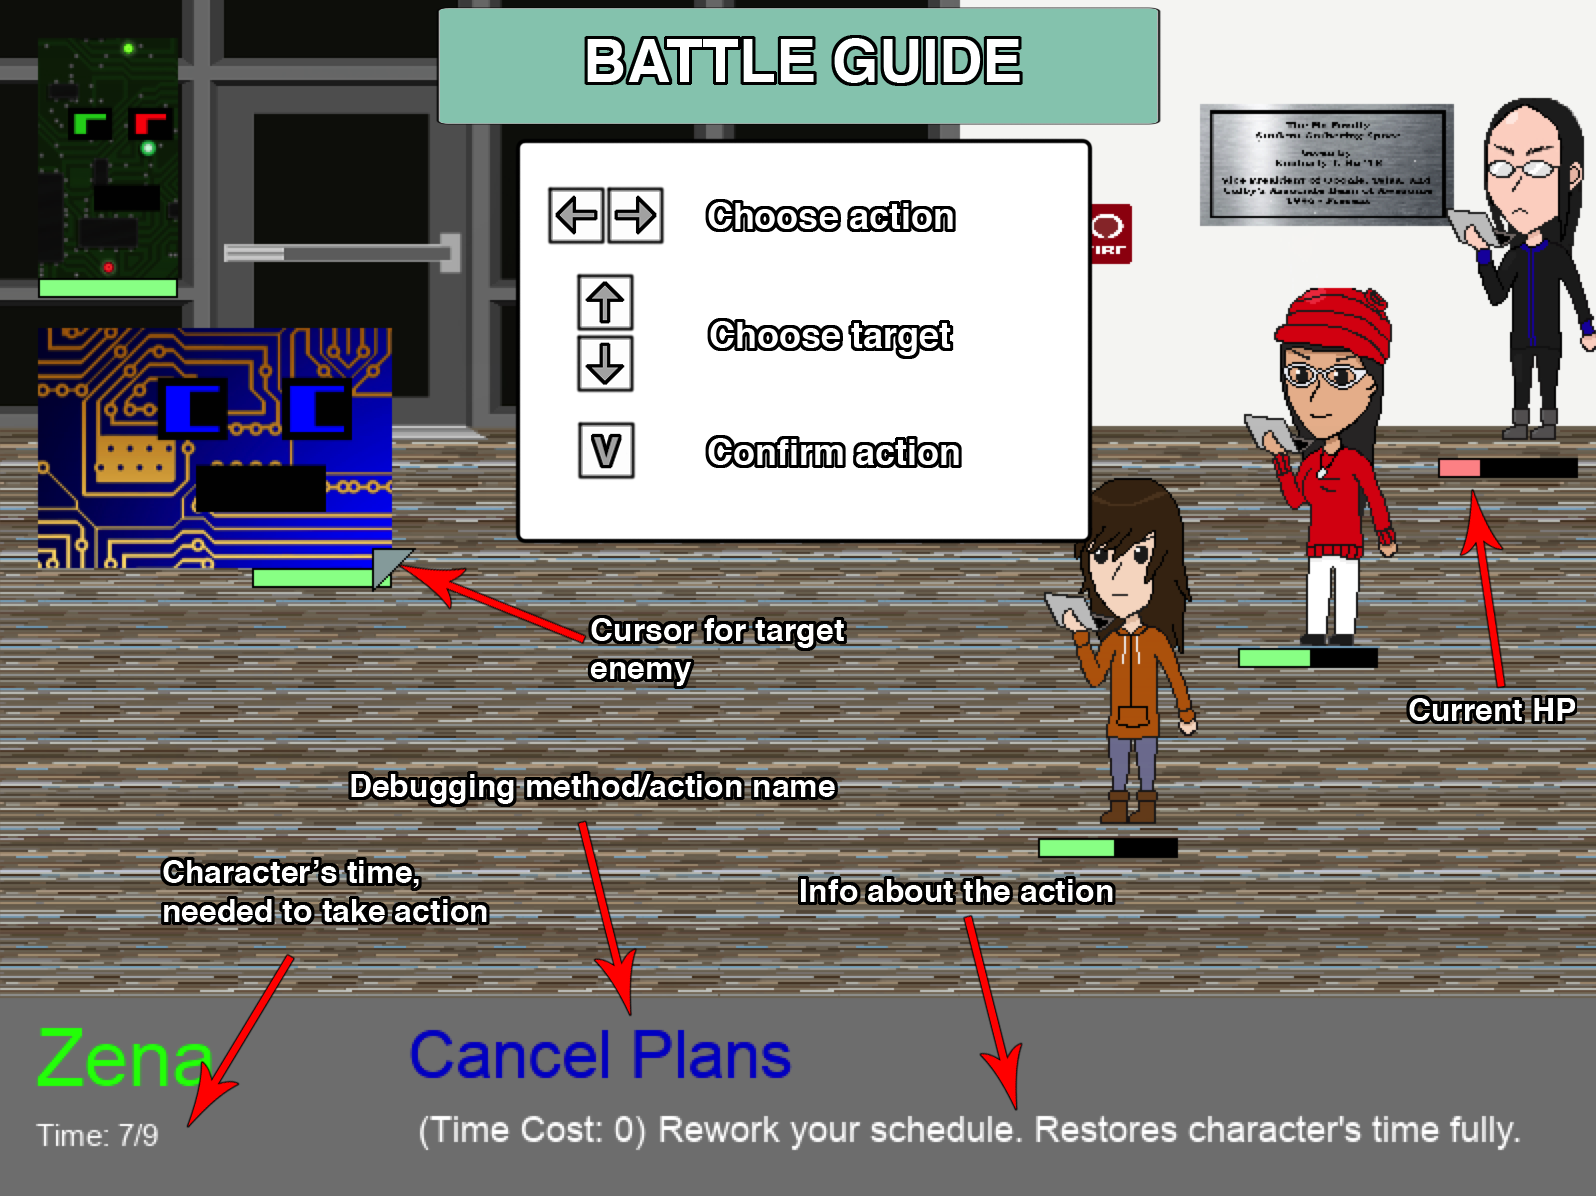 BATTLE GUIDE
Choose action
Choose target
V
Confirm action
FIRE
Cursor for target
enemy
Current HP
Debugging method/action name
Character's time,
needed to take action
Info about the action
Zena
Cancel Plans
Time: 7/9
(Time Cost: 0) Rework your schedule. Restores character's time fully.